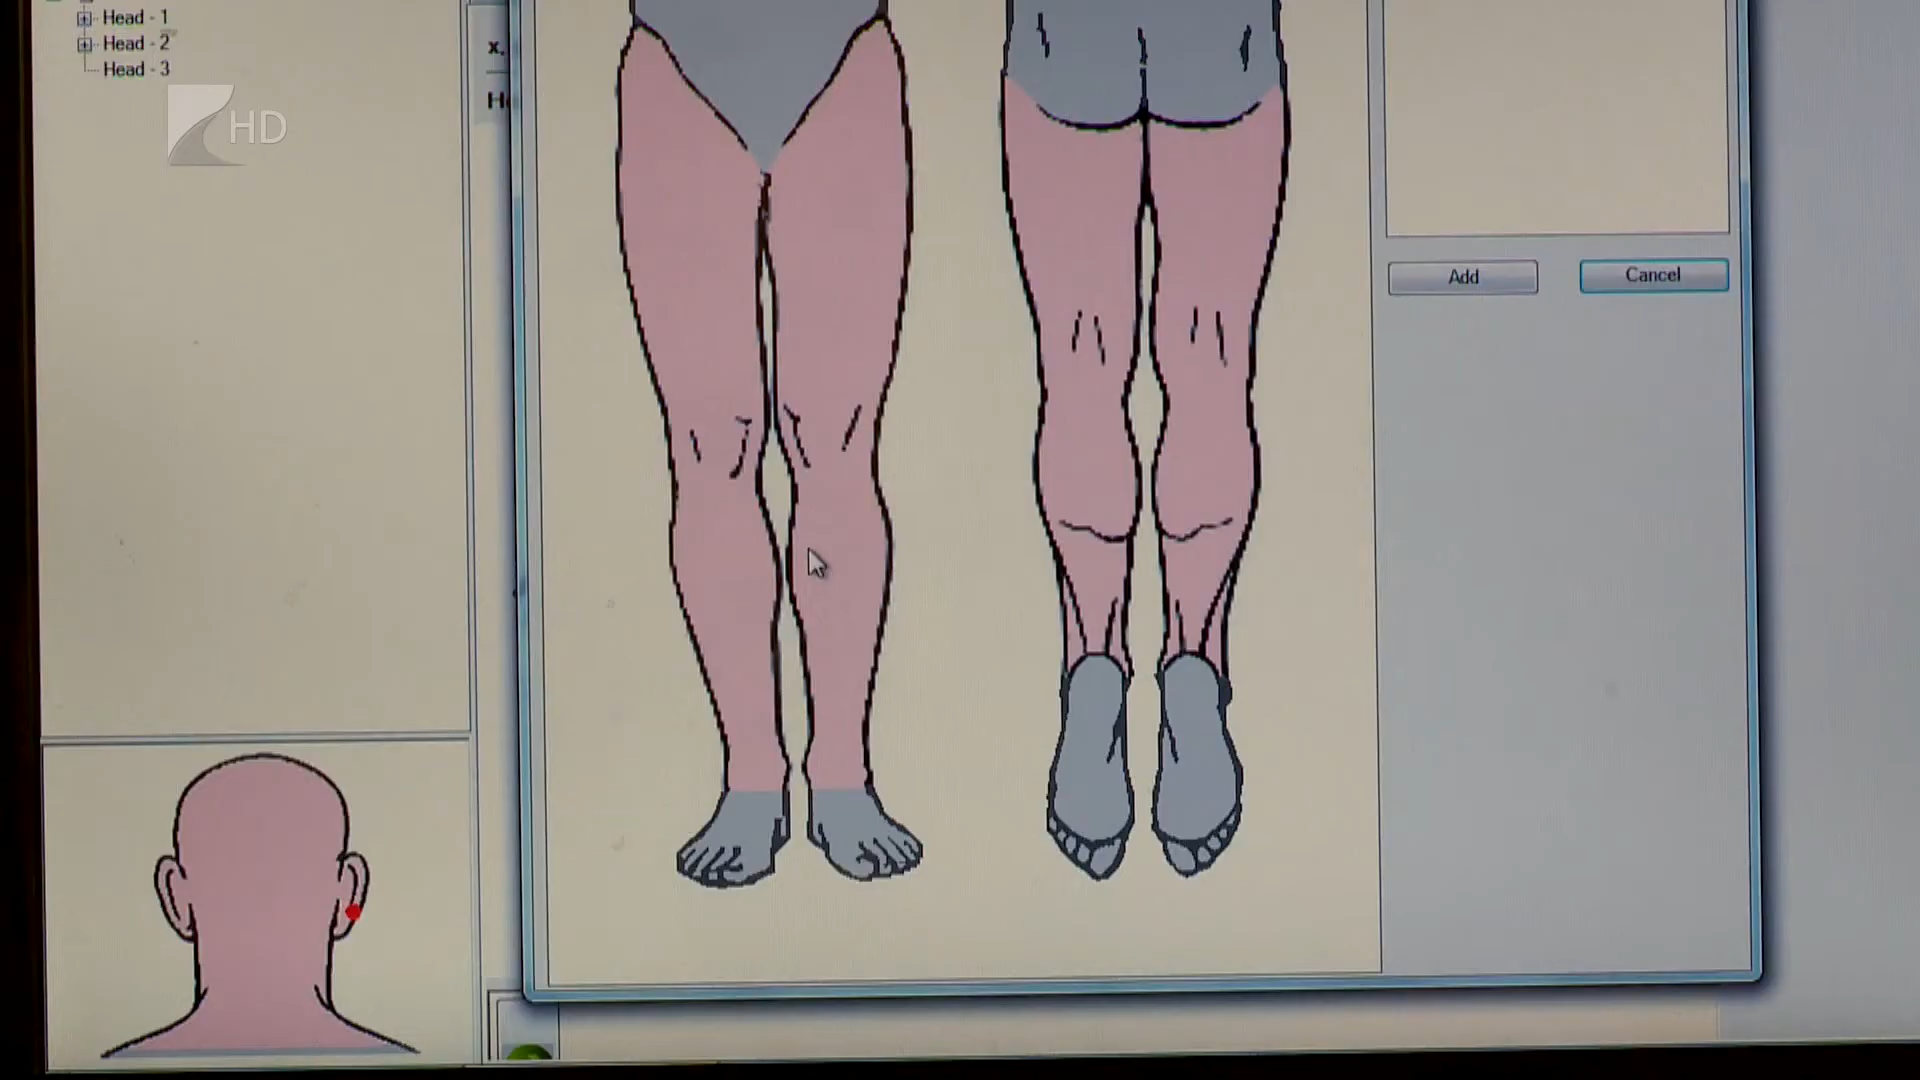 Head - 1
Head - 2
Head - 3
HD
x.
Add
Cancel